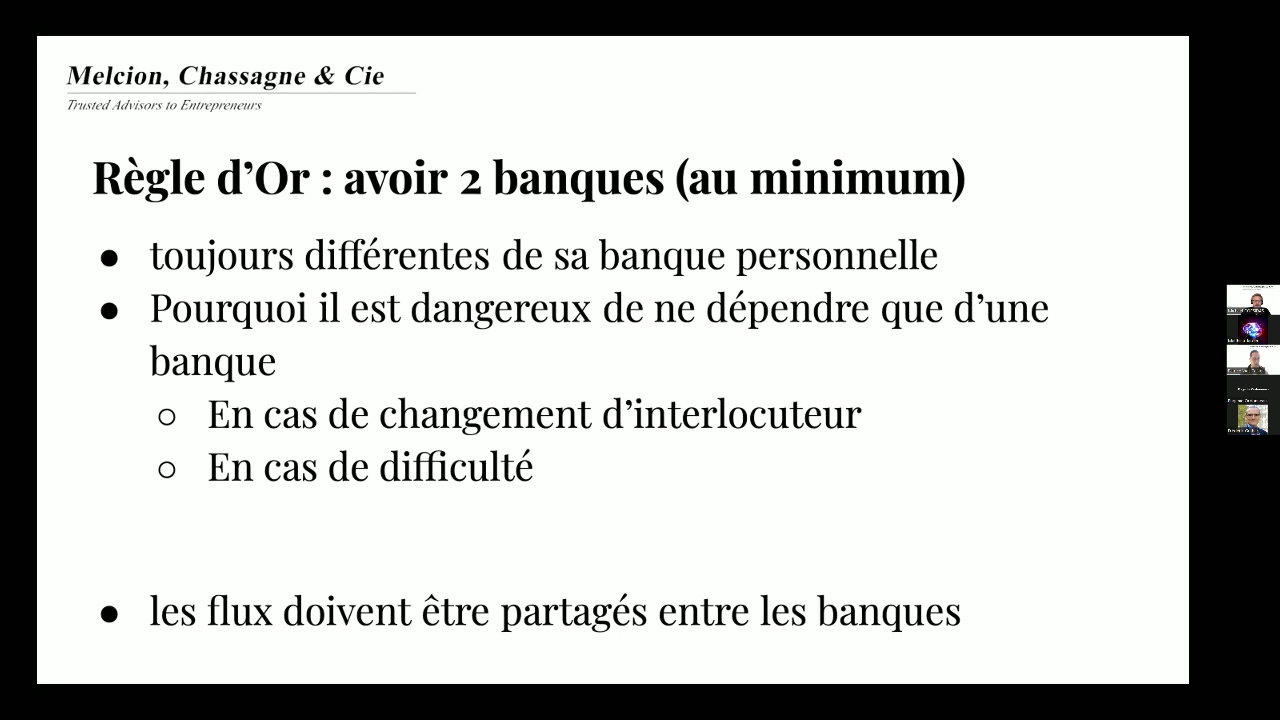 Melcion, Chassagne & Cie
Trusted Advisors to Entrepreneurs
Règle d’Or : avoir 2 banques (au minimum)
● toujours différentes de sa banque personnelle
● Pourquoi il est dangereux de ne dépendre que d’une
banque
○ En cas de changement d’interlocuteur
○ En cas de difficulté
● les flux doivent être partagés entre les banques